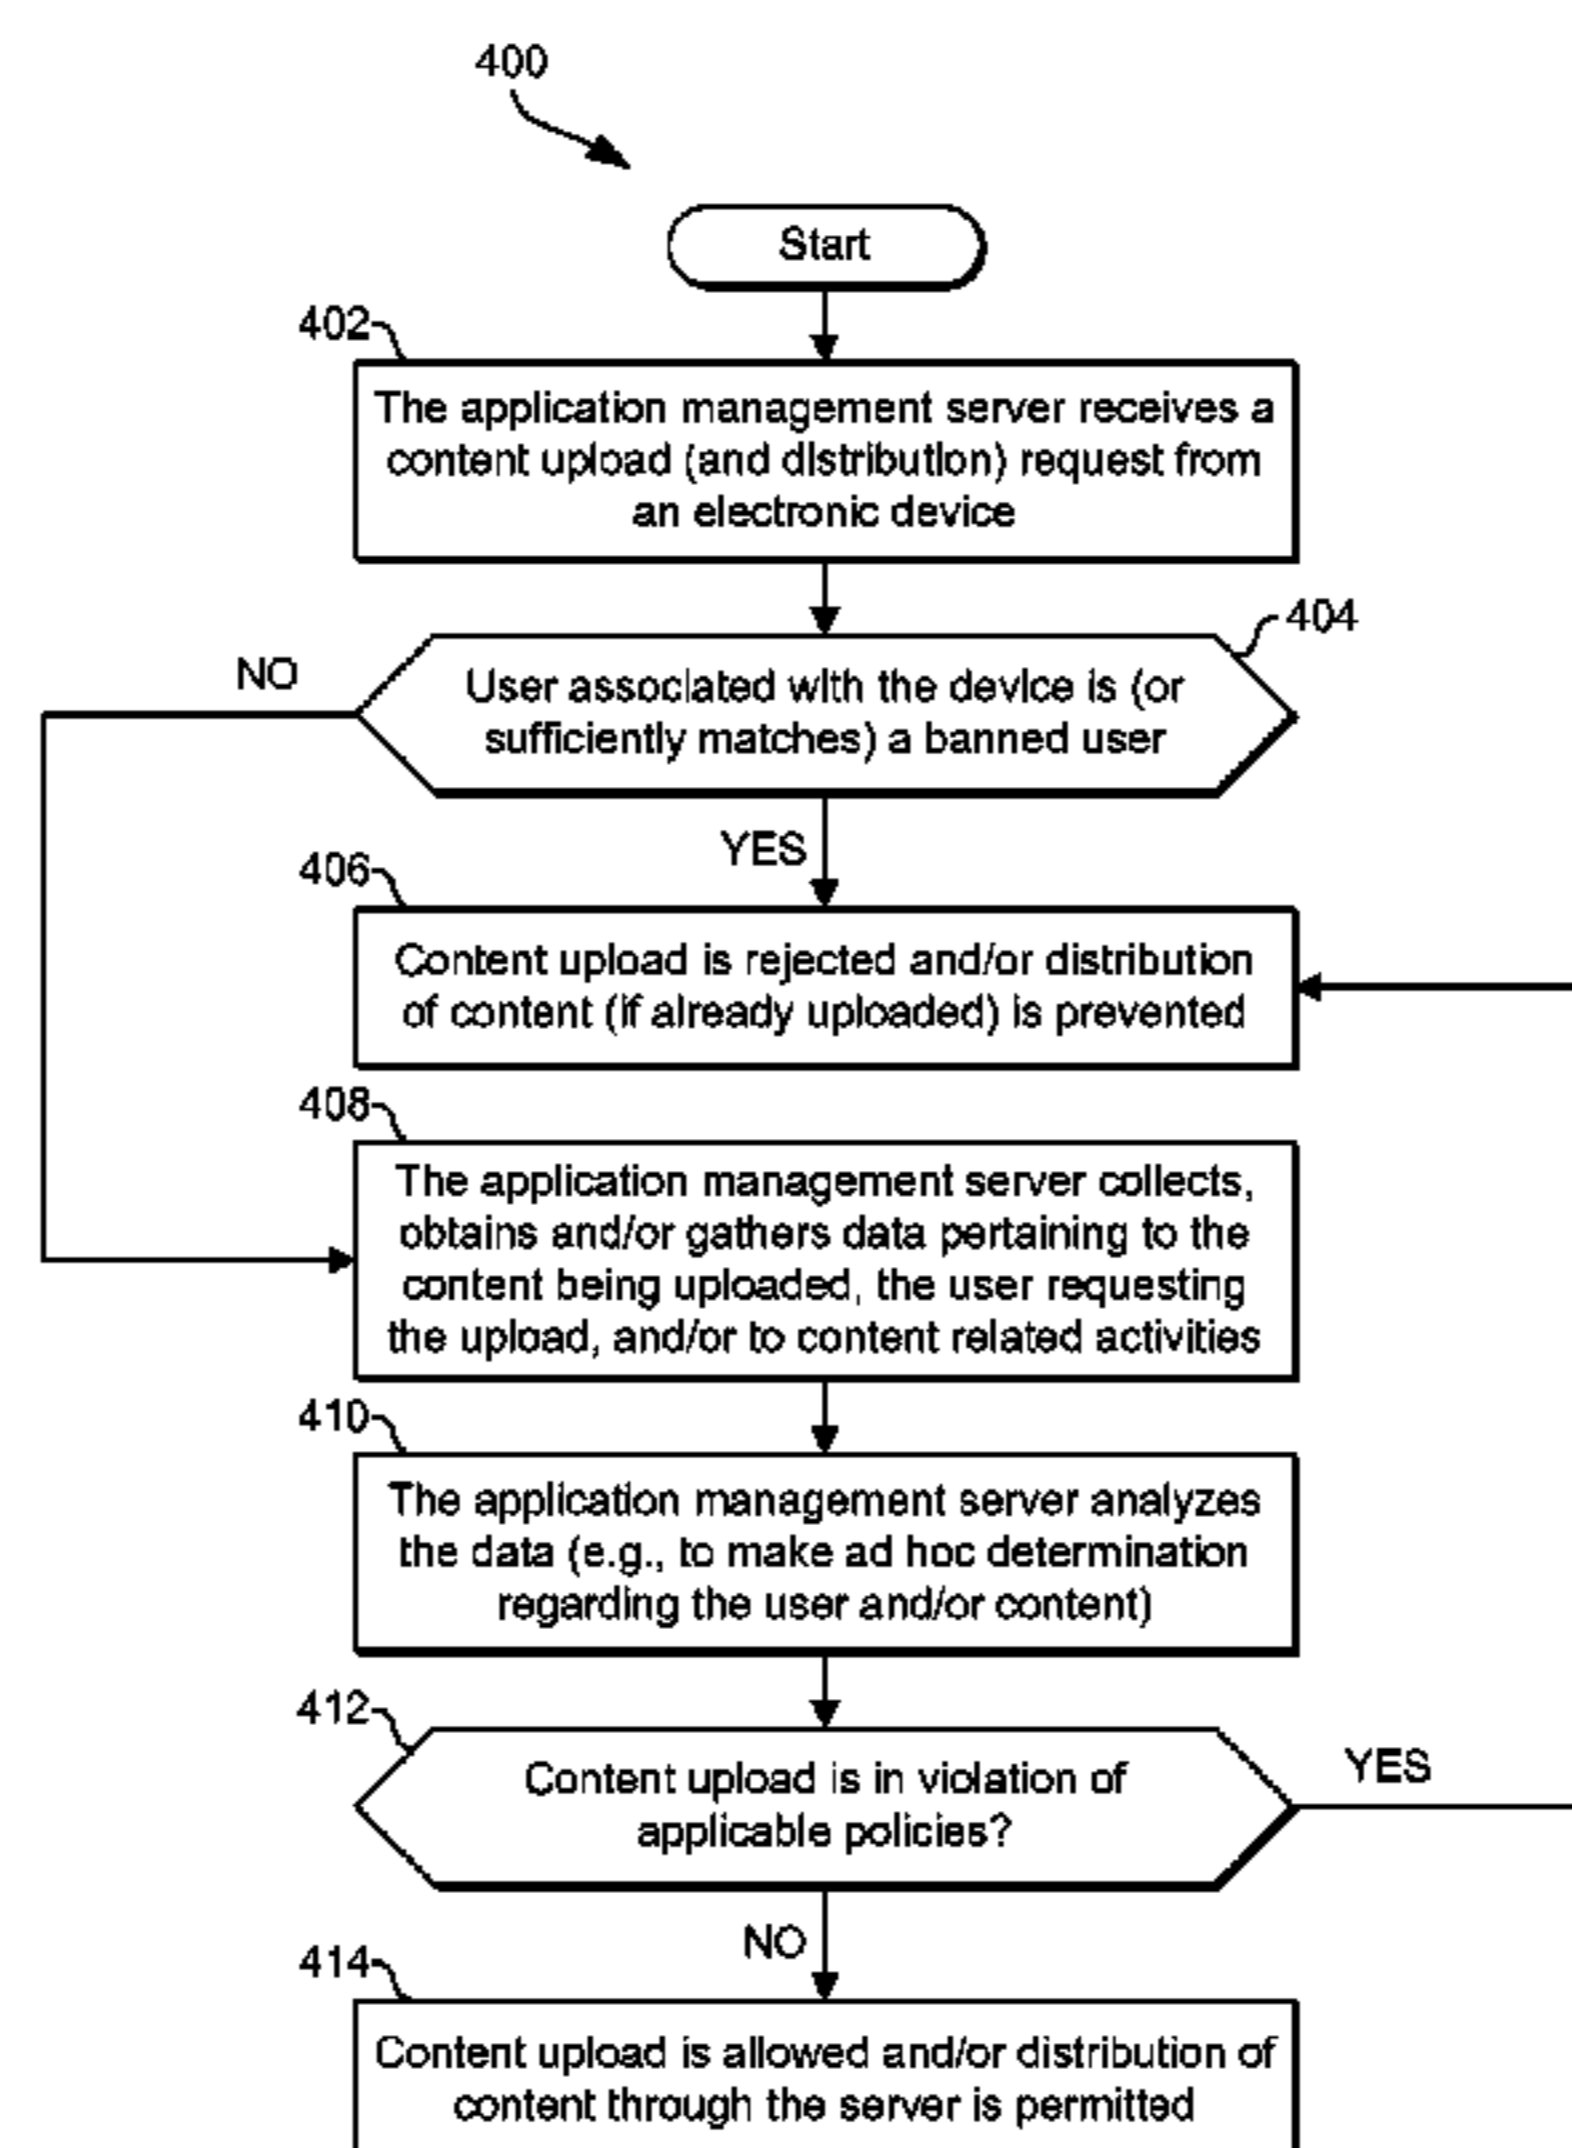 400
Start
402
The application management server receives a
content upload (and distribution) request from
an electronic device
404
NO
User associated with the device is (or
sufficiently matches) a banned user
YES
406
Content upload is rejected and/or distribution
of content (if already uploaded) is prevented
408
The application management server collects,
obtains and/or gathers data pertaining to the
content being uploaded, the user requesting
the upload, and/or to content related activities
410
The application management server analyzes
the data (e.g., to make ad hoc determination
regarding the user and/or content)
412
Content upload is in violation of
applicable policies?
YES
NO
414
Content upload is allowed and/or distribution of
content through the server is permitted